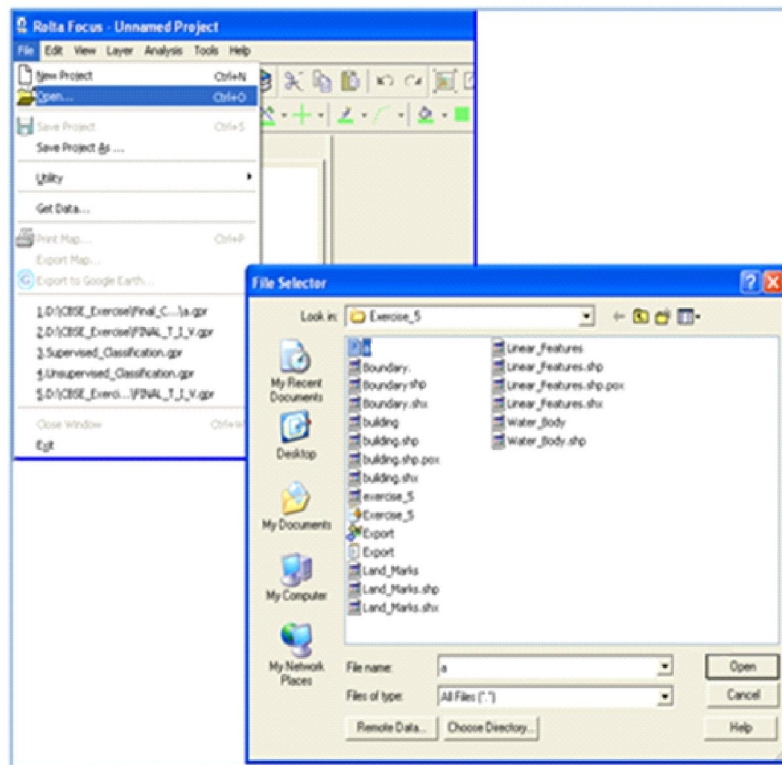 Rolta Focus - Unnamed Project
File Edit View Layer Analysis Tools Help
New Project Ctrl+N
Open... Ctrl+O
Save Project Ctrl+S
Save Project As ...
Utility
Get Data...
Print Map... Ctrl+P
Export Map...
Export to Google Earth...
1.D:\CBSE_Exercise\Final_C...\a.gpr
2.D:\CBSE_Exercise\FINAL_T_I_V.gpr
3.Supervised_Classification.gpr
4.Unsupervised_Classification.gpr
5.D:\CBSE_Exerci...\FINAL_T_I_V.gpr
Close Window Ctrl+W
Exit
File Selector
Look in: Exercise_5
My Recent Documents
Desktop
My Documents
My Computer
My Network Places
a
Boundary.
Boundary.shp
Boundary.shx
building
building.shp
building.shp.pox
building.shx
exercise_5
Exercise_5
Export
Export
Land_Marks
Land_Marks.shp
Land_Marks.shx
Linear_Features
Linear_Features.shp
Linear_Features.shp.pox
Linear_Features.shx
Water_Body
Water_Body.shp
File name: a Open
Files of type: All Files (*.*) Cancel
Remote Data... Choose Directory... Help